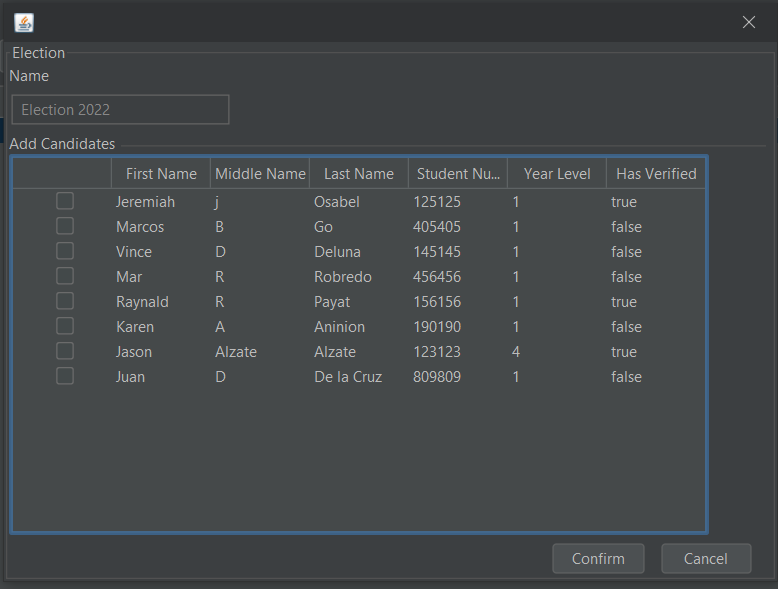 Election
Name
Election 2022
Add Candidates
First Name Middle Name Last Name Student Nu... Year Level Has Verified
Jeremiah j Osabel 125125 1 true
Marcos B Go 405405 1 false
Vince D Deluna 145145 1 false
Mar R Robredo 456456 1 false
Raynald R Payat 156156 1 true
Karen A Aninion 190190 1 false
Jason Alzate Alzate 123123 4 true
Juan D De la Cruz 809809 1 false
Confirm Cancel